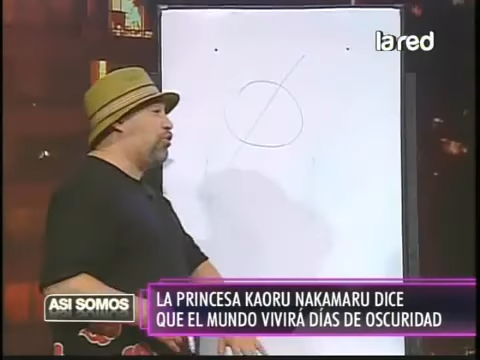 la red
ASI SOMOS
LA PRINCESA KAORU NAKAMARU DICE
QUE EL MUNDO VIVIRÁ DÍAS DE OSCURIDAD